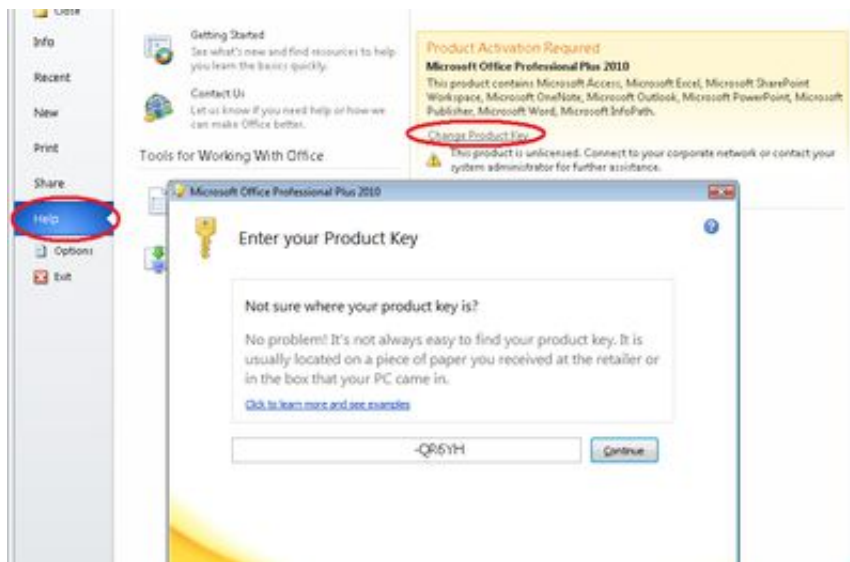 Close
Info
Recent
New
Print
Share
Help
Options
Exit
Getting Started
See what's new and find resources to help
you learn the basics quickly.
Contact Us
Let us know if you need help or how we
can make Office better.
Tools for Working With Office
Product Activation Required
Microsoft Office Professional Plus 2010
This product contains Microsoft Access, Microsoft Excel, Microsoft SharePoint
Workspace, Microsoft OneNote, Microsoft Outlook, Microsoft PowerPoint, Microsoft
Publisher, Microsoft Word, Microsoft InfoPath.
Change Product Key
This product is unlicensed. Connect to your corporate network or contact your
system administrator for further assistance.
Microsoft Office Professional Plus 2010
Enter your Product Key
Not sure where your product key is?
No problem! It's not always easy to find your product key. It is
usually located on a piece of paper you received at the retailer or
in the box that your PC came in.
Click to learn more and see examples
-QR6YH
Continue